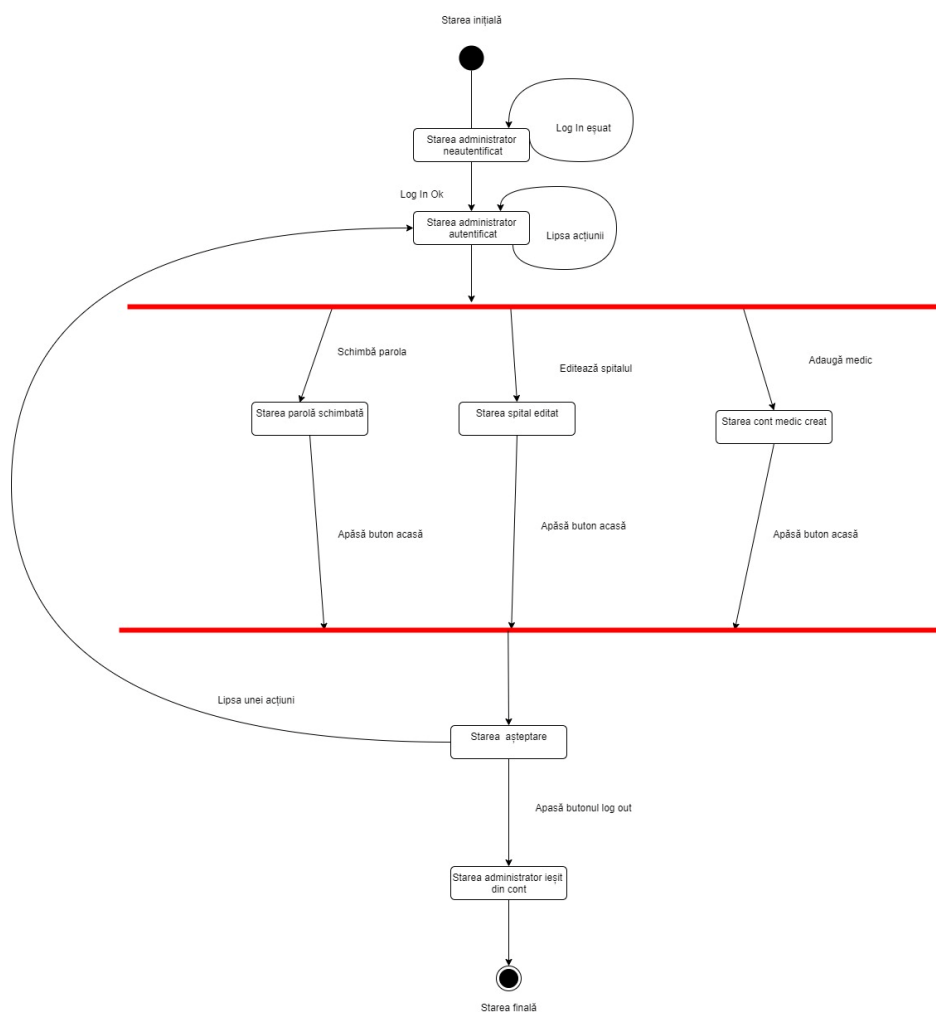 Starea inițială
Log In eșuat
Starea administrator
neautentificat
Log In Ok
Starea administrator
autentificat
Lipsa acțiunii
Schimbă parola
Editează spitalul
Adaugă medic
Starea parolă schimbată
Starea spital editat
Starea cont medic creat
Apăsă buton acasă
Apăsă buton acasă
Apăsă buton acasă
Lipsa unei acțiuni
Starea așteptare
Apasă butonul log out
Starea administrator ieșit
din cont
Starea finală